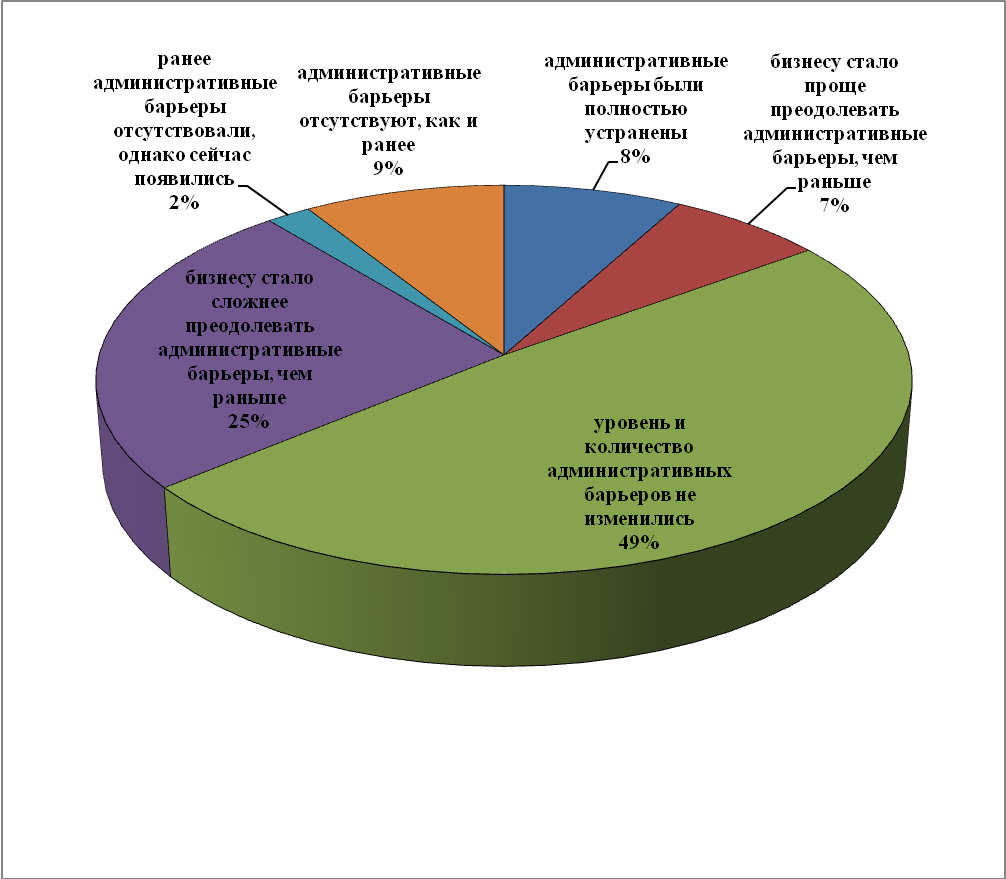 ранее
административные
барьеры
отсутствовали,
однако сейчас
появились
2%
административные
барьеры
отсутствуют, как и
ранее
9%
административные
барьеры были
полностью
устранены
8%
бизнесу стало
проще
преодолевать
административные
барьеры, чем
раньше
7%
бизнесу стало
сложнее
преодолевать
административные
барьеры, чем
раньше
25%
уровень и
количество
административных
барьеров не
изменились
49%